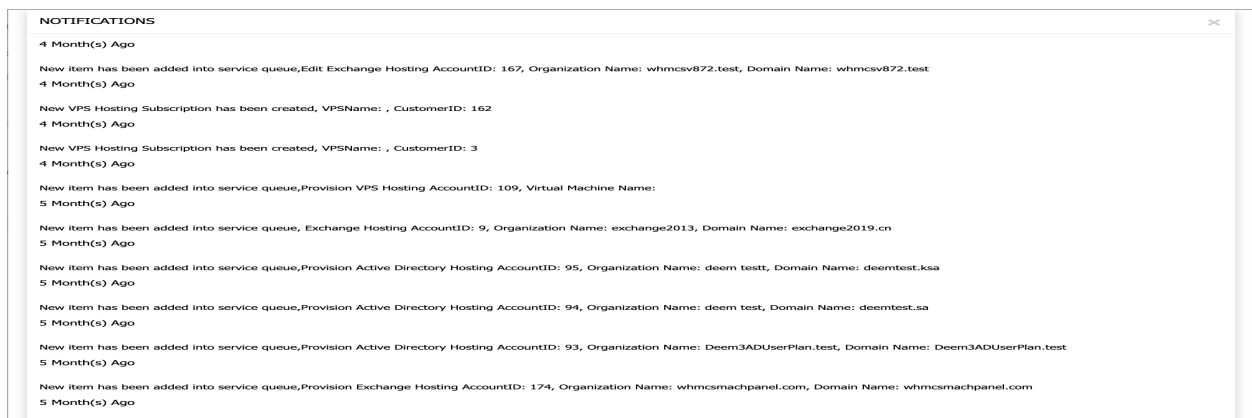 NOTIFICATIONS
4 Month(s) Ago
New item has been added into service queue,Edit Exchange Hosting AccountID: 167, Organization Name: whmcsv872.test, Domain Name: whmcsv872.test
4 Month(s) Ago
New VPS Hosting Subscription has been created, VPSName: , CustomerID: 162
4 Month(s) Ago
New VPS Hosting Subscription has been created, VPSName: , CustomerID: 3
4 Month(s) Ago
New item has been added into service queue,Provision VPS Hosting AccountID: 109, Virtual Machine Name:
5 Month(s) Ago
New item has been added into service queue, Exchange Hosting AccountID: 9, Organization Name: exchange2013, Domain Name: exchange2019.cn
5 Month(s) Ago
New item has been added into service queue,Provision Active Directory Hosting AccountID: 95, Organization Name: deem testt, Domain Name: deemtest.ksa
5 Month(s) Ago
New item has been added into service queue,Provision Active Directory Hosting AccountID: 94, Organization Name: deem test, Domain Name: deemtest.sa
5 Month(s) Ago
New item has been added into service queue,Provision Active Directory Hosting AccountID: 93, Organization Name: Deem3ADUserPlan.test, Domain Name: Deem3ADUserPlan.test
5 Month(s) Ago
New item has been added into service queue,Provision Exchange Hosting AccountID: 174, Organization Name: whmcsmachpanel.com, Domain Name: whmcsmachpanel.com
5 Month(s) Ago